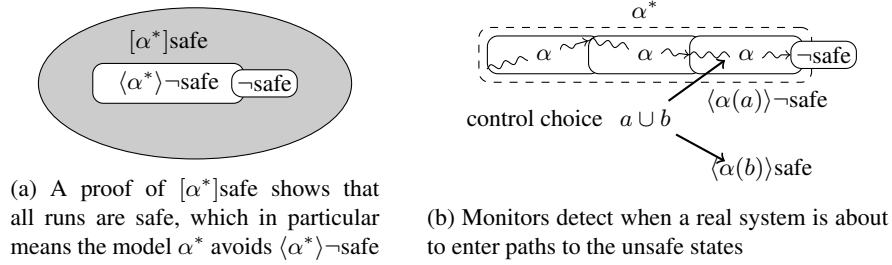 [α*]safe
⟨α*⟩¬safe
¬safe
(a) A proof of [α*]safe shows that
all runs are safe, which in particular
means the model α* avoids ⟨α*⟩¬safe
α*
α α α ¬safe
⟨α(a)⟩¬safe
control choice a ∪ b
⟨α(b)⟩safe
(b) Monitors detect when a real system is about
to enter paths to the unsafe states